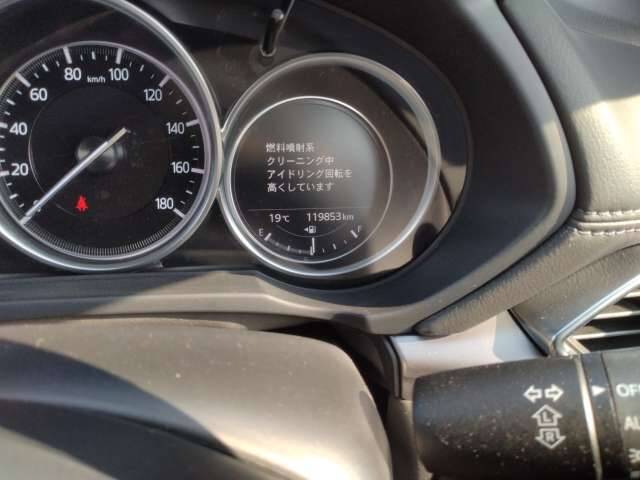 0
20
40
60
80
100
120
140
160
180
km/h
燃料噴射系
クリーニング中
アイドリング回転を
高くしています
19℃ 119853km
E F
L
R